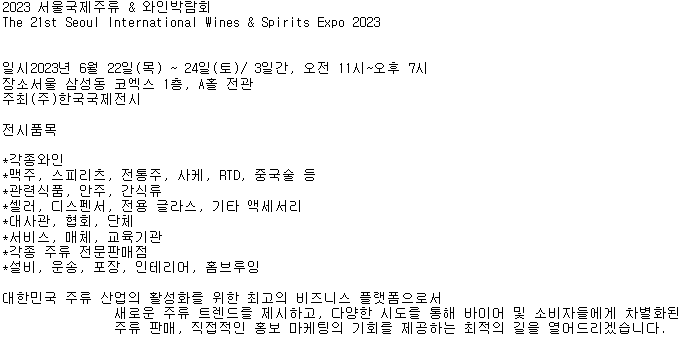 2023 서울국제주류 & 와인박람회
The 21st Seoul International Wines & Spirits Expo 2023
일시2023년 6월 22일(목) ~ 24일(토)/ 3일간, 오전 11시~오후 7시
장소서울 삼성동 코엑스 1층, A홀 전관
주최(주)한국국제전시
전시품목
*각종와인
*맥주, 스피리츠, 전통주, 사케, RTD, 중국술 등
*관련식품, 안주, 간식류
*셀러, 디스펜서, 전용 글라스, 기타 액세서리
*대사관, 협회, 단체
*서비스, 매체, 교육기관
*각종 주류 전문판매점
*설비, 운송, 포장, 인테리어, 홈브루잉
대한민국 주류 산업의 활성화를 위한 최고의 비즈니스 플랫폼으로서
새로운 주류 트렌드를 제시하고, 다양한 시도를 통해 바이어 및 소비자들에게 차별화된
주류 판매, 직접적인 홍보 마케팅의 기회를 제공하는 최적의 길을 열어드리겠습니다.